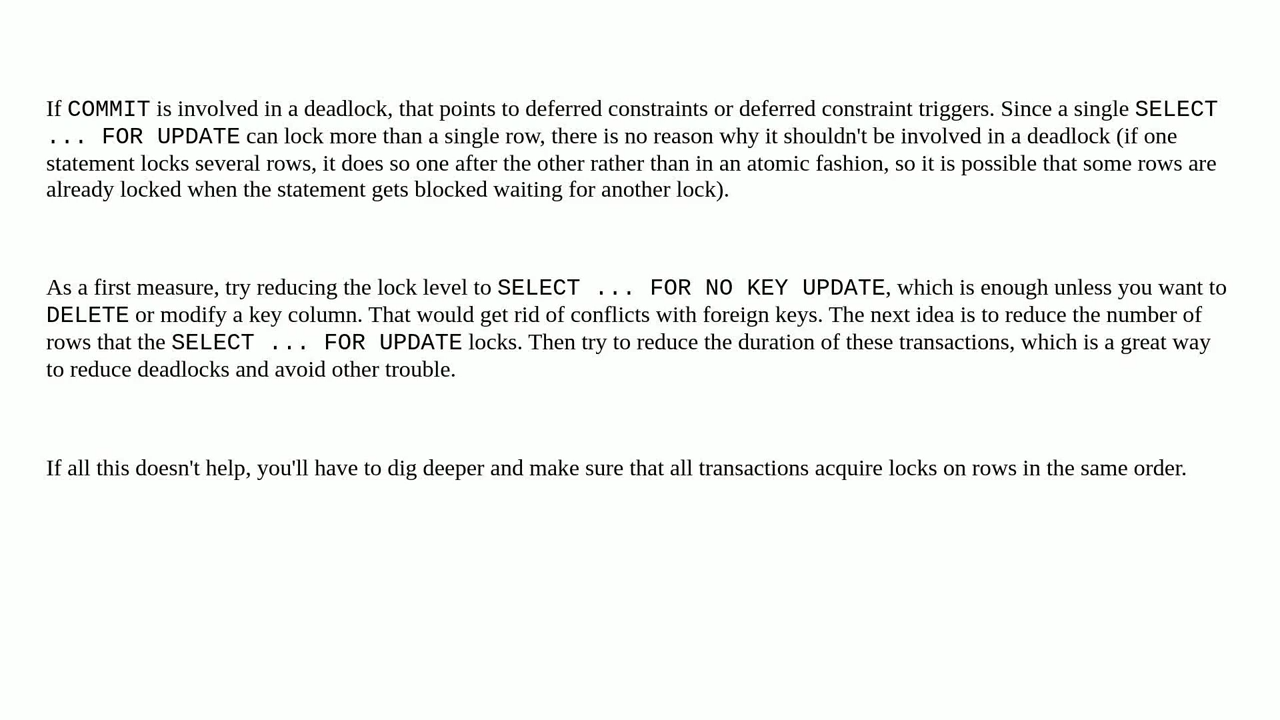 If COMMIT is involved in a deadlock, that points to deferred constraints or deferred constraint triggers. Since a single SELECT
... FOR UPDATE can lock more than a single row, there is no reason why it shouldn't be involved in a deadlock (if one
statement locks several rows, it does so one after the other rather than in an atomic fashion, so it is possible that some rows are
already locked when the statement gets blocked waiting for another lock).
As a first measure, try reducing the lock level to SELECT ... FOR NO KEY UPDATE, which is enough unless you want to
DELETE or modify a key column. That would get rid of conflicts with foreign keys. The next idea is to reduce the number of
rows that the SELECT ... FOR UPDATE locks. Then try to reduce the duration of these transactions, which is a great way
to reduce deadlocks and avoid other trouble.
If all this doesn't help, you'll have to dig deeper and make sure that all transactions acquire locks on rows in the same order.